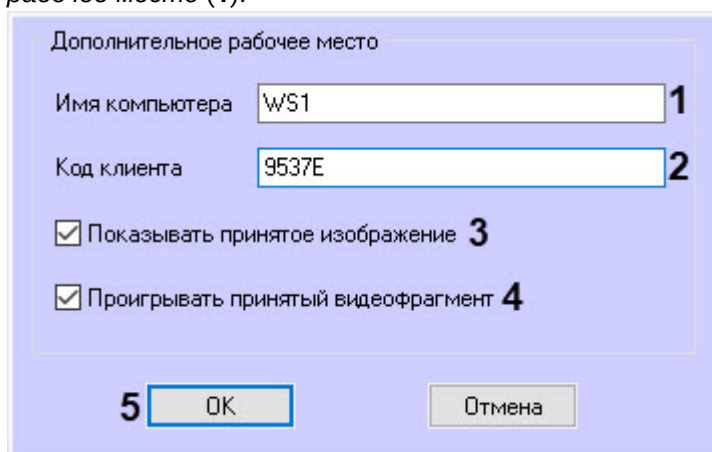 рабочее место (4).
Дополнительное рабочее место
Имя компьютера WS1 1
Код клиента 9537E 2
Показывать принятое изображение 3
Проигрывать принятый видеофрагмент 4
5 OK Отмена